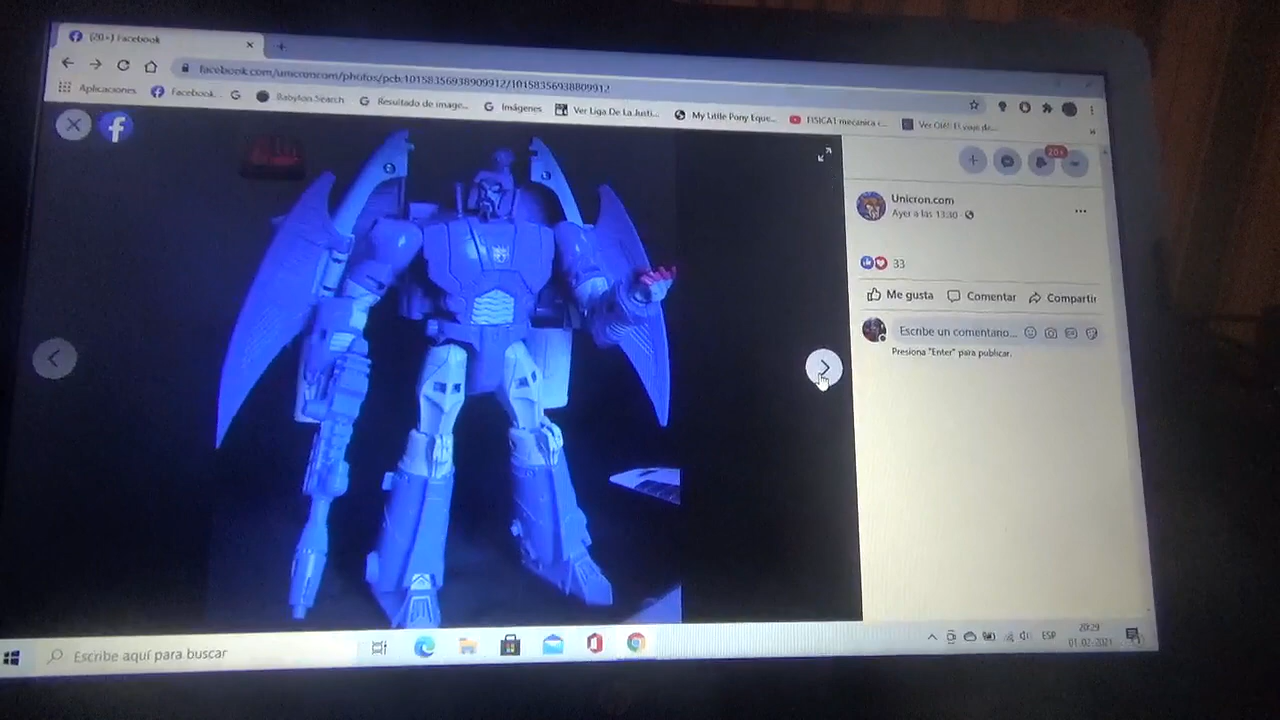 (20+) Facebook
facebook.com/unicroncom/photos/pcb.10158356938909912/10158356938809912
Aplicaciones
Facebook...
Babylon Search
Resultado de image...
Imágenes
Ver Liga De La Justi...
My Little Pony Eque...
FISICA1 mecánica c...
20+
Unicron.com
Ayer a las 13:30
33
Me gusta
Comentar
Compartir
Escribe un comentario...
Presiona "Enter" para publicar.
Escribe aquí para buscar
ESP
20:29
01-02-2021